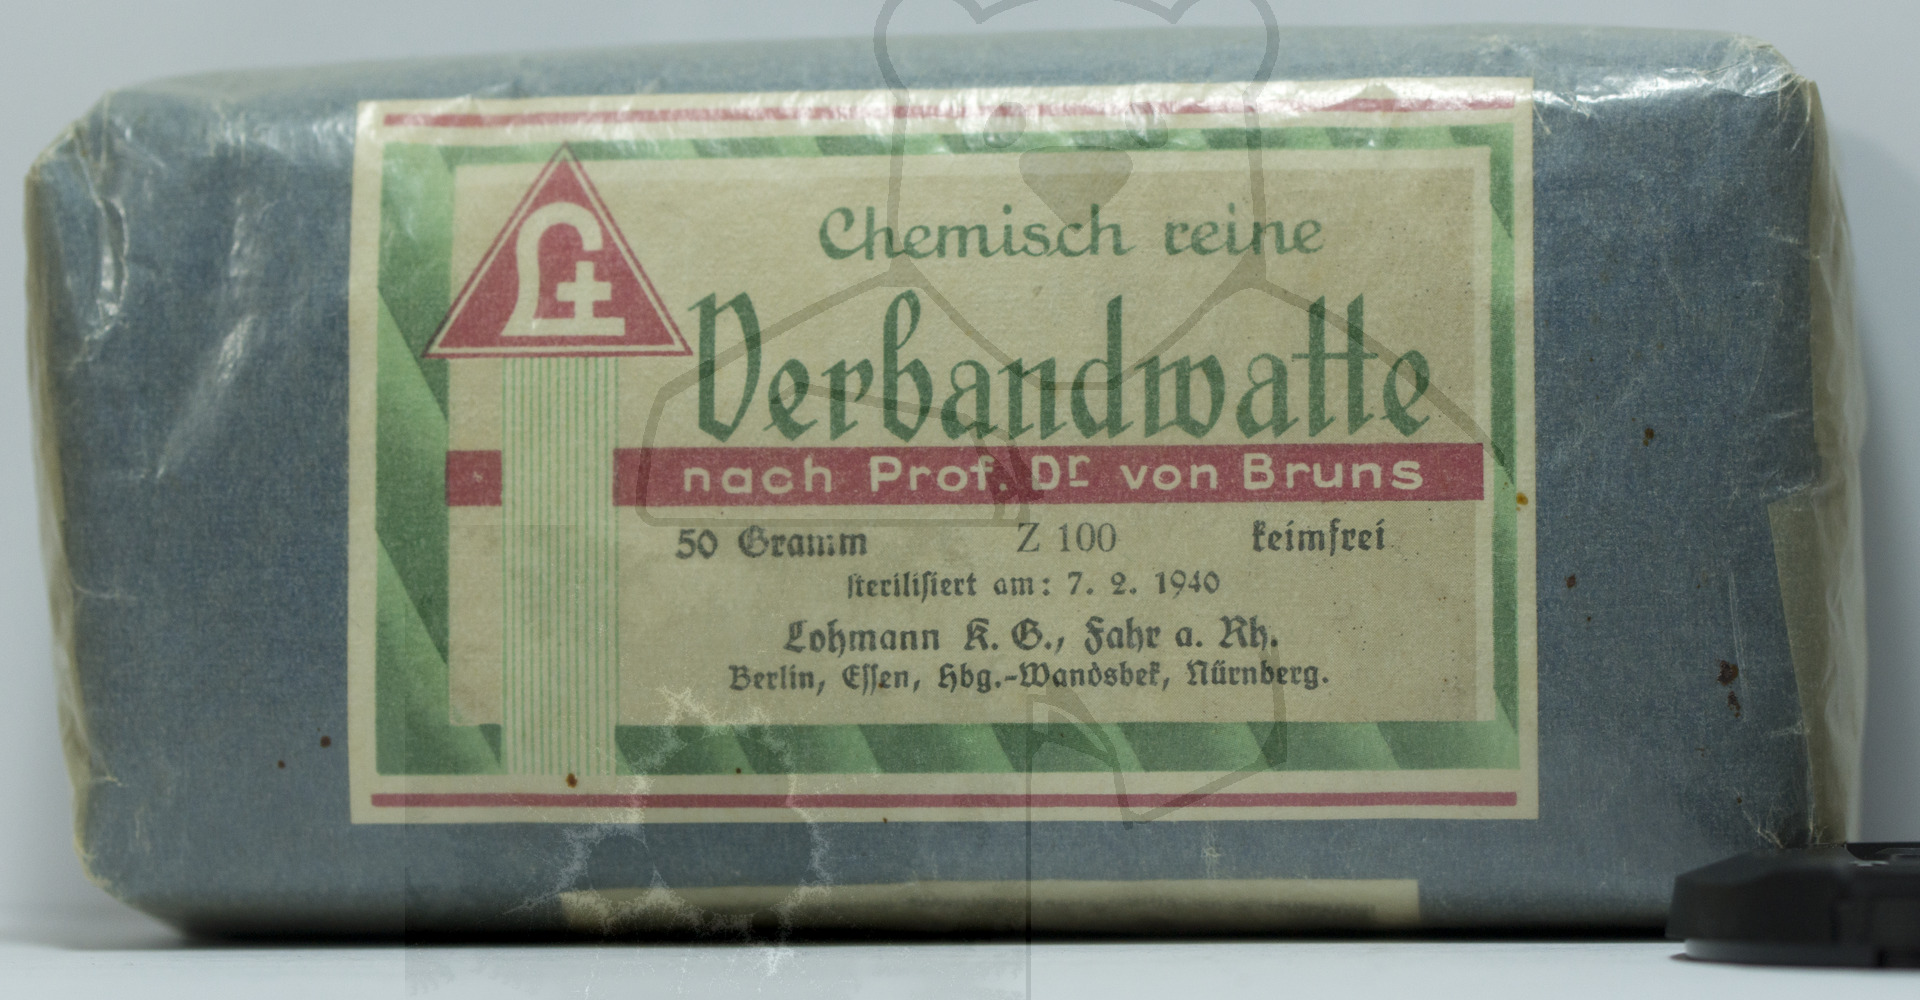 Chemisch reine
Verbandwatte
nach Prof. Dr von Bruns
50 Gramm Z 100 keimfrei
ſteriliſiert am: 7. 2. 1940
Lohmann K. G., Fahr a. Rh.
Berlin, Eſſen, Hbg.-Wandsbek, Nürnberg.